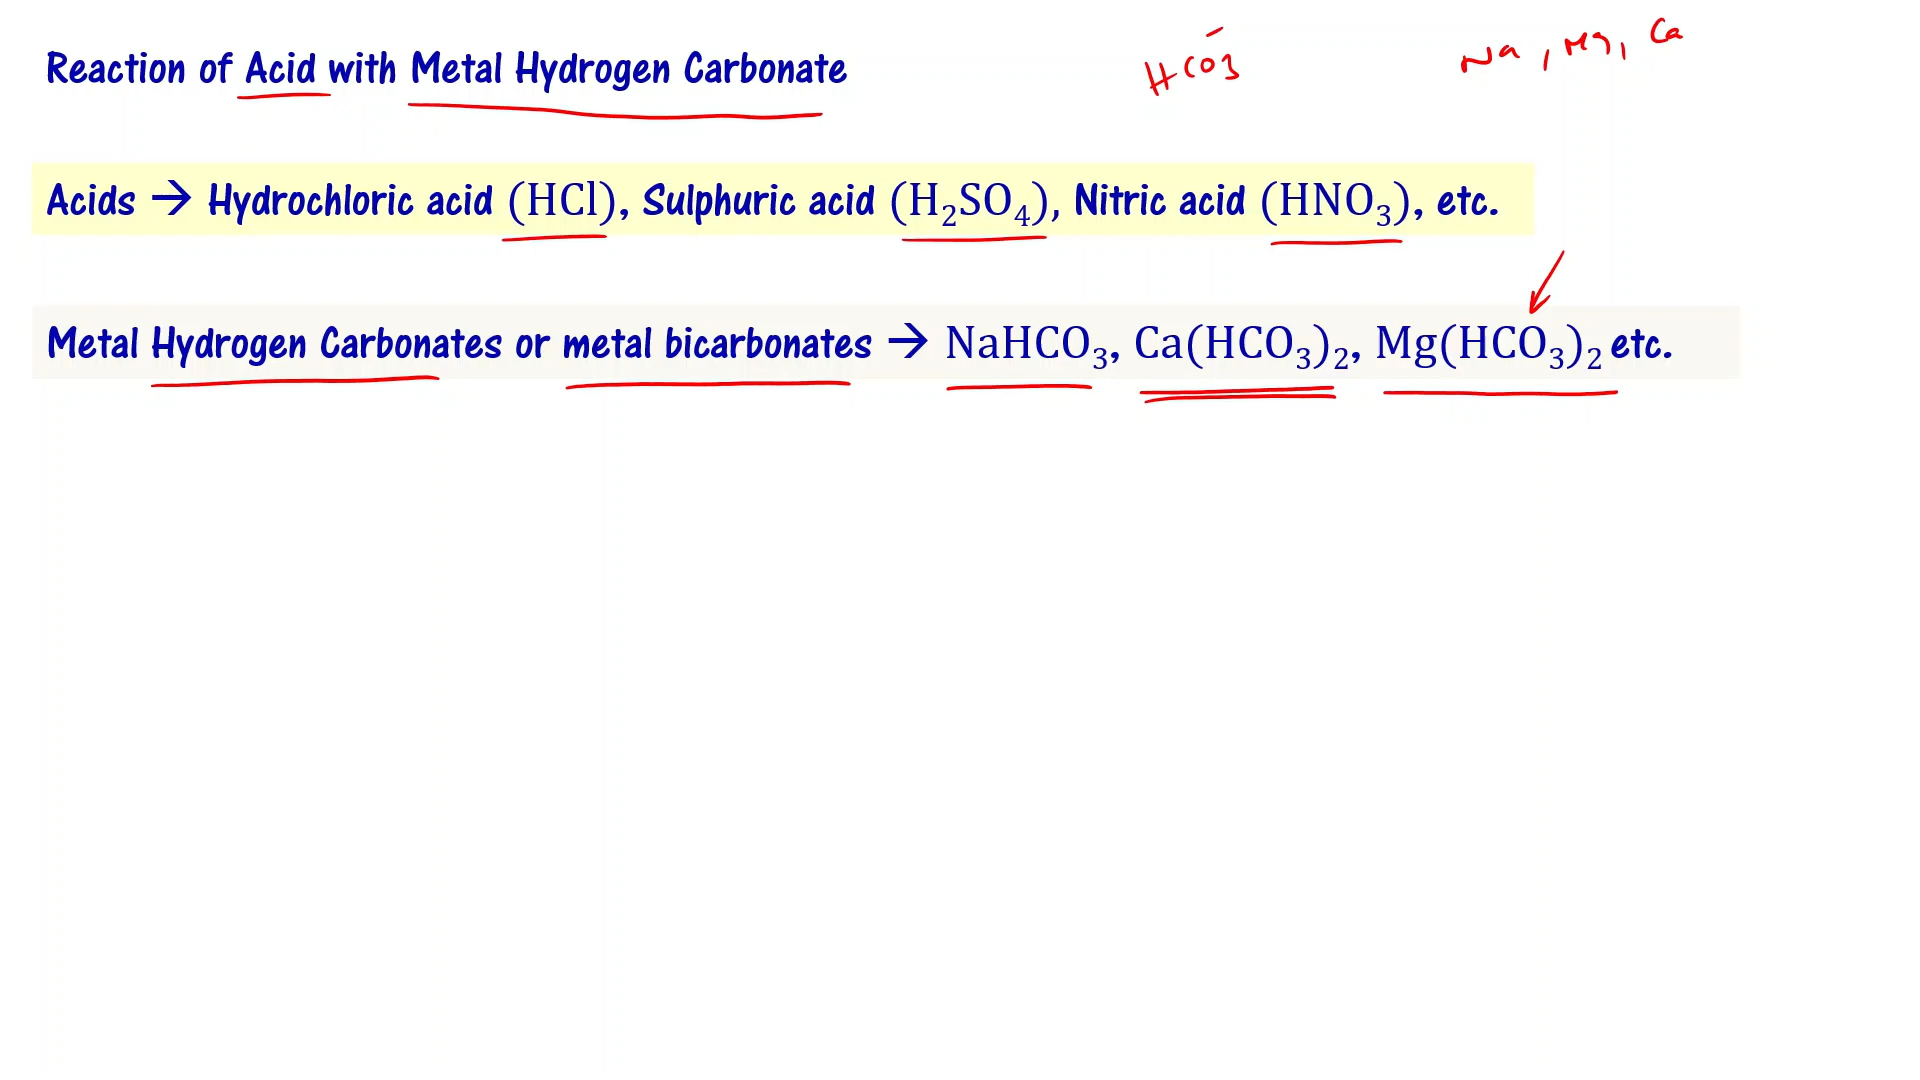 Reaction of Acid with Metal Hydrogen Carbonate
HCO3⁻
Na, Mg, Ca
Acids → Hydrochloric acid (HCl), Sulphuric acid (H₂SO₄), Nitric acid (HNO₃), etc.
Metal Hydrogen Carbonates or metal bicarbonates → NaHCO₃, Ca(HCO₃)₂, Mg(HCO₃)₂ etc.